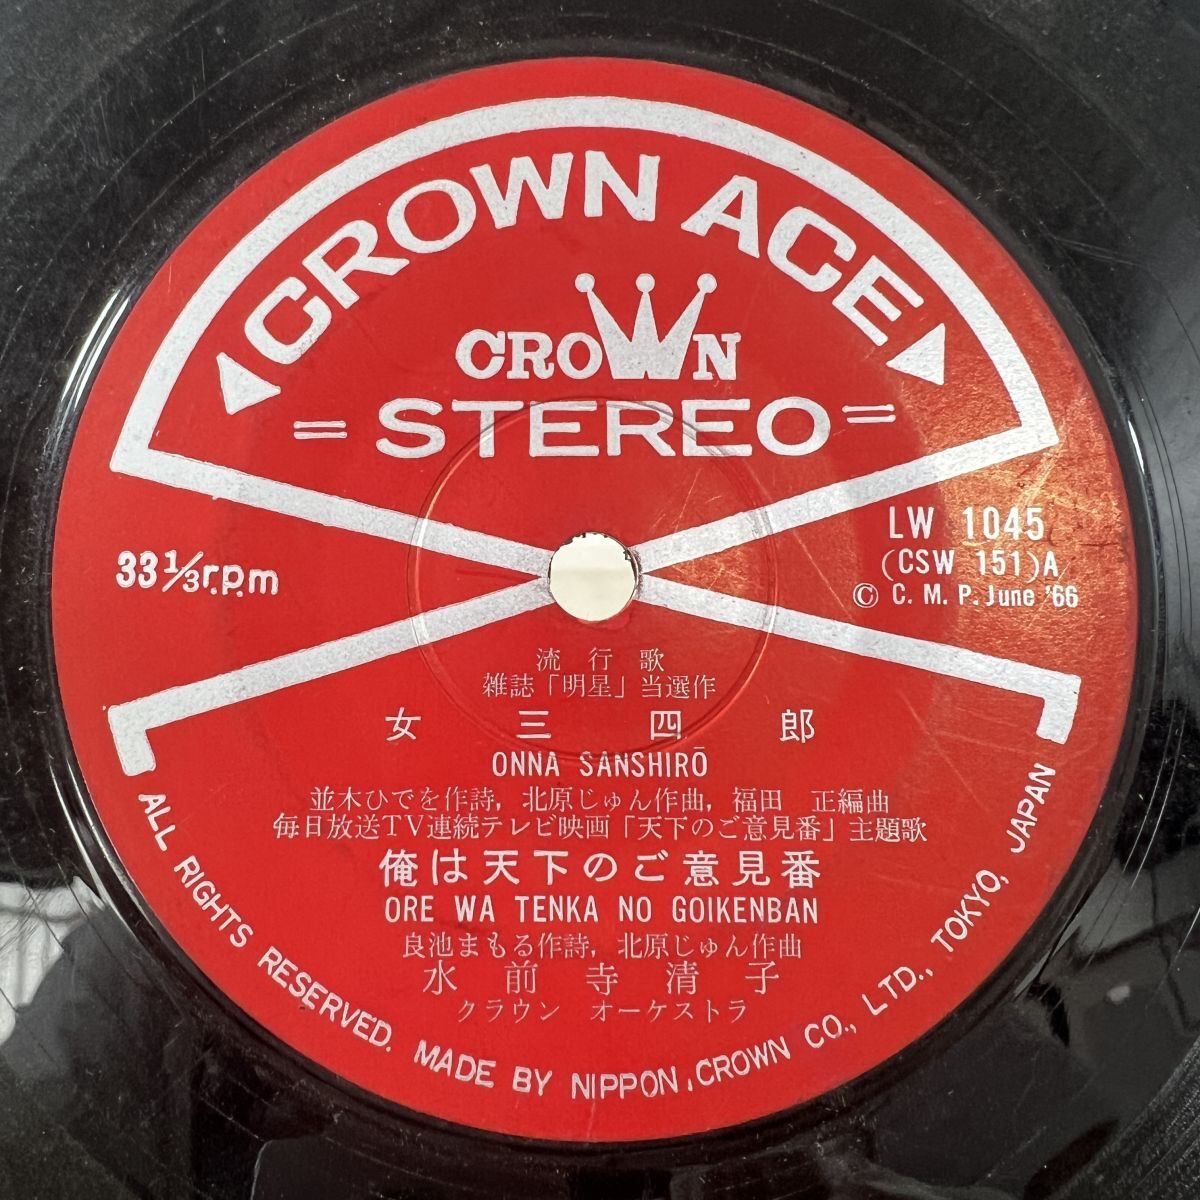 CROWN ACE
CROWN
= STEREO =
LW 1045
(CSW 151)A
33 1/3 r.p.m
© C. M. P. June '66
流行歌
雑誌「明星」当選作
女三四郎
ONNA SANSHIRŌ
並木ひでを作詩, 北原じゅん作曲, 福田 正編曲
毎日放送TV連続テレビ映画「天下のご意見番」主題歌
俺は天下のご意見番
ORE WA TENKA NO GOIKENBAN
良池まもる作詩, 北原じゅん作曲
水前寺清子
クラウン オーケストラ
ALL RIGHTS RESERVED. MADE BY NIPPON, CROWN CO., LTD., TOKYO, JAPAN